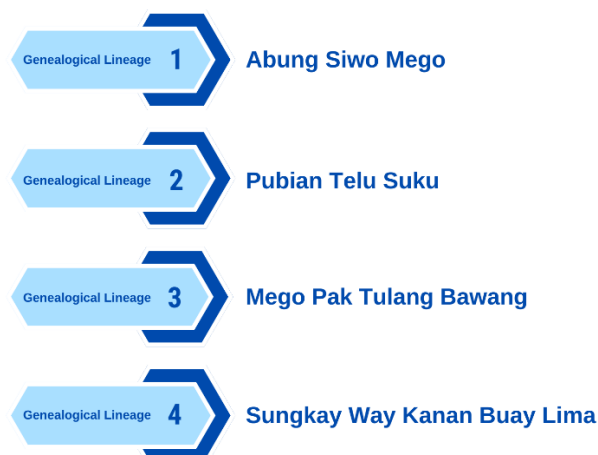 Genealogical Lineage 1 Abung Siwo Mego
Genealogical Lineage 2 Pubian Telu Suku
Genealogical Lineage 3 Mego Pak Tulang Bawang
Genealogical Lineage 4 Sungkay Way Kanan Buay Lima